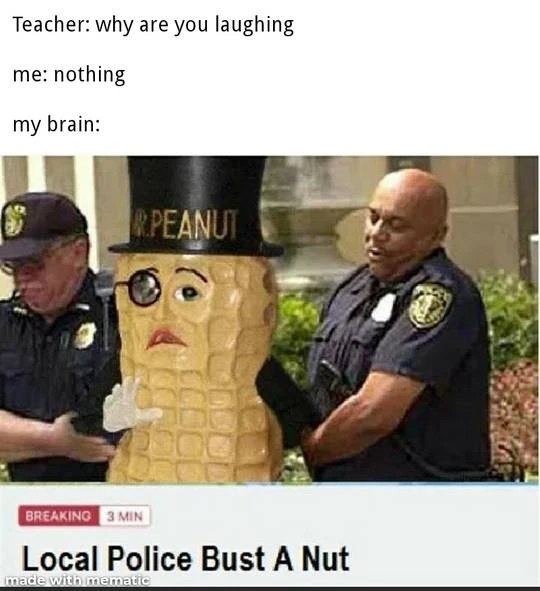 Teacher: why are you laughing
me: nothing
my brain:
R.PEANUT
BREAKING 3 MIN
Local Police Bust A Nut
made with mematic